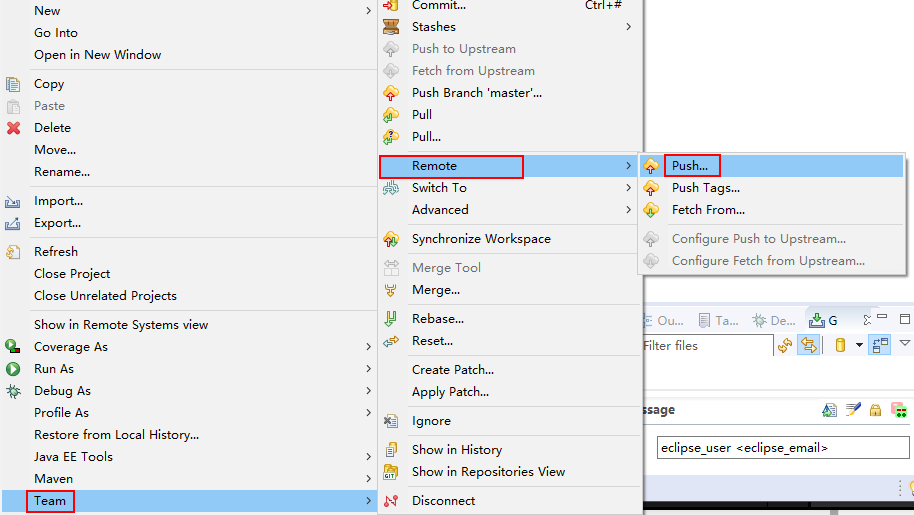 New
Go Into
Open in New Window
Copy
Paste
Delete
Move...
Rename...
Import...
Export...
Refresh
Close Project
Close Unrelated Projects
Show in Remote Systems view
Coverage As
Run As
Debug As
Profile As
Restore from Local History...
Java EE Tools
Maven
Team
Commit... Ctrl+#
Stashes
Push to Upstream
Fetch from Upstream
Push Branch 'master'...
Pull
Pull...
Remote
Switch To
Advanced
Synchronize Workspace
Merge Tool
Merge...
Rebase...
Reset...
Create Patch...
Apply Patch...
Ignore
Show in History
Show in Repositories View
Disconnect
Push...
Push Tags...
Fetch From...
Configure Push to Upstream...
Configure Fetch from Upstream...
Ou... Ta... De... G
Filter files
ssage
eclipse_user <eclipse_email>